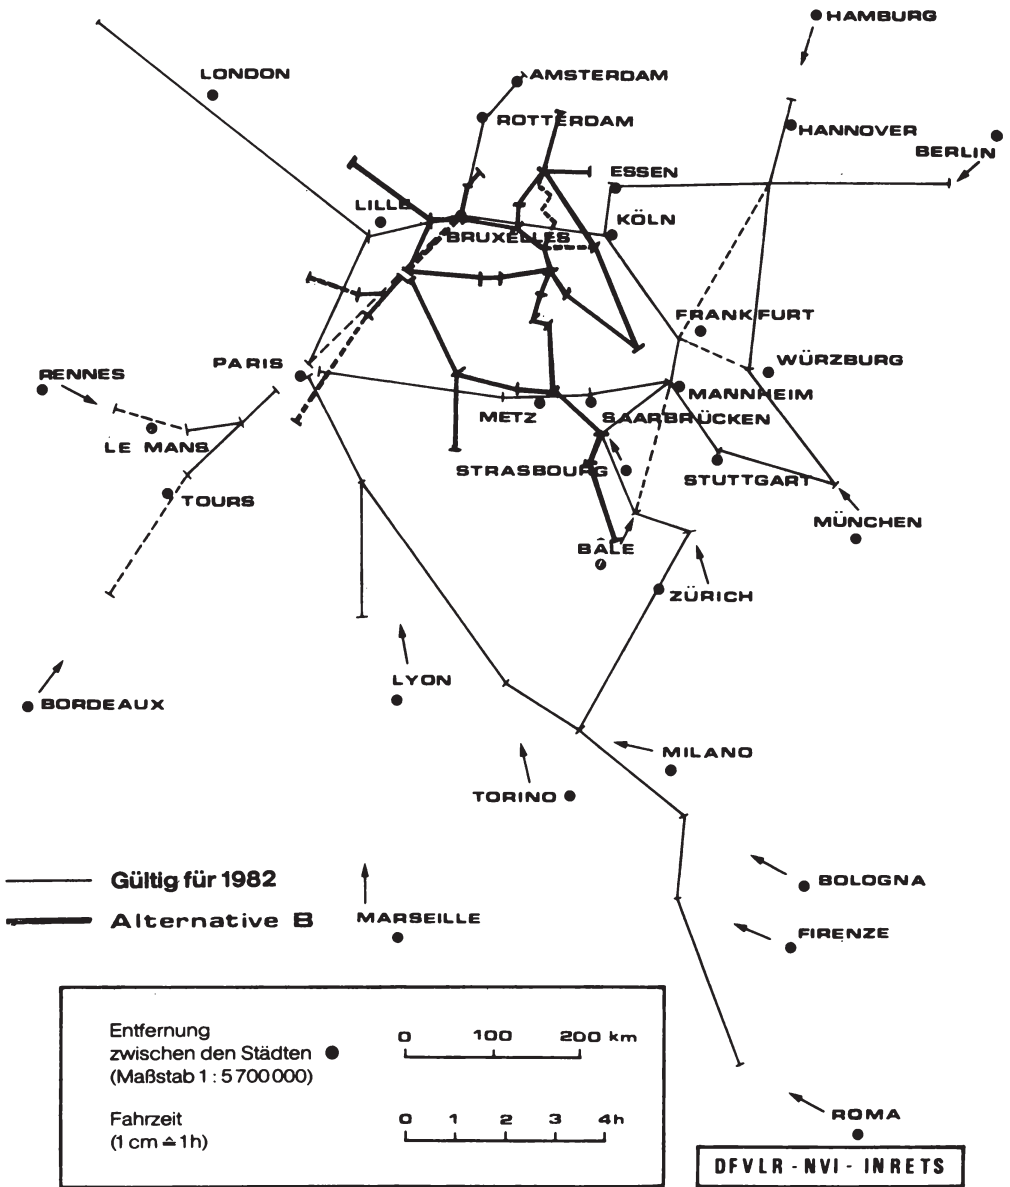 HAMBURG
LONDON
AMSTERDAM
ROTTERDAM
HANNOVER
BERLIN
ESSEN
LILLE
KÖLN
BRUXELLES
FRANKFURT
PARIS
WÜRZBURG
RENNES
MANNHEIM
METZ
SAARBRÜCKEN
LE MANS
STRASBOURG
STUTTGART
TOURS
MÜNCHEN
BÂLE
ZÜRICH
LYON
BORDEAUX
MILANO
TORINO
Gültig für 1982
BOLOGNA
Alternative B
MARSEILLE
FIRENZE
Entfernung
zwischen den Städten
(Maßstab 1 : 5 700 000)
0 100 200 km
Fahrzeit
(1 cm ≙ 1h)
0 1 2 3 4h
ROMA
DFVLR - NVI - INRETS